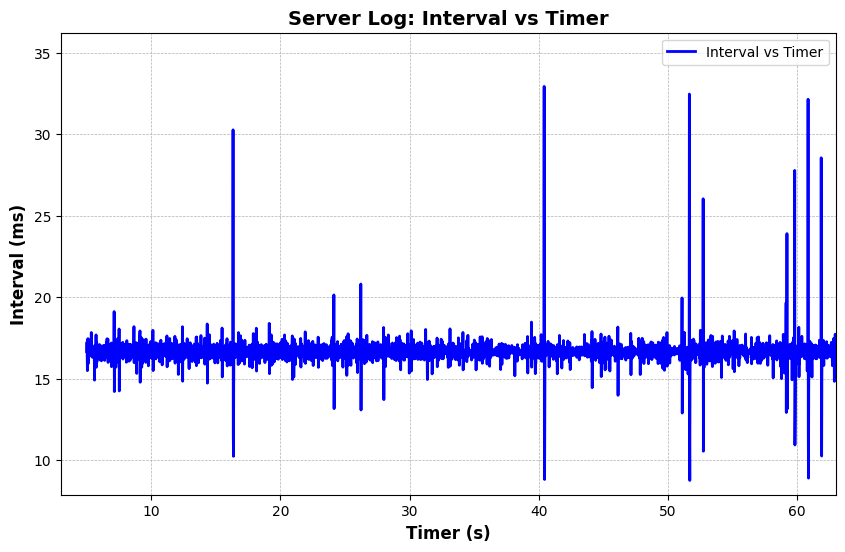 Server Log: Interval vs Timer
Interval vs Timer
35
30
25
20
15
10
Interval (ms)
10 20 30 40 50 60
Timer (s)